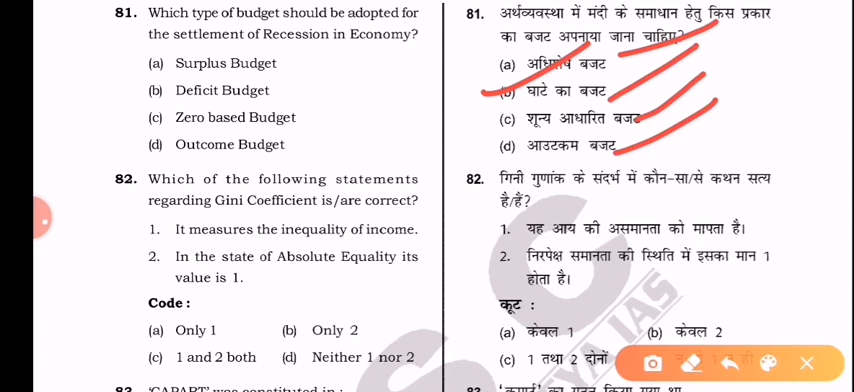 81. Which type of budget should be adopted for
the settlement of Recession in Economy?
(a) Surplus Budget
(b) Deficit Budget
(c) Zero based Budget
(d) Outcome Budget
82. Which of the following statements
regarding Gini Coefficient is/are correct?
1. It measures the inequality of income.
2. In the state of Absolute Equality its
value is 1.
Code :
(a) Only 1 (b) Only 2
(c) 1 and 2 both (d) Neither 1 nor 2
81. अर्थव्यवस्था में मंदी के समाधान हेतु किस प्रकार
का बजट अपनाया जाना चाहिए?
(a) अधिशेष बजट
(b) घाटे का बजट
(c) शून्य आधारित बजट
(d) आउटकम बजट
82. गिनी गुणांक के संदर्भ में कौन-सा/से कथन सत्य
है/हैं?
1. यह आय की असमानता को मापता है।
2. निरपेक्ष समानता की स्थिति में इसका मान 1
होता है।
कूट :
(a) केवल 1 (b) केवल 2
(c) 1 तथा 2 दोनों